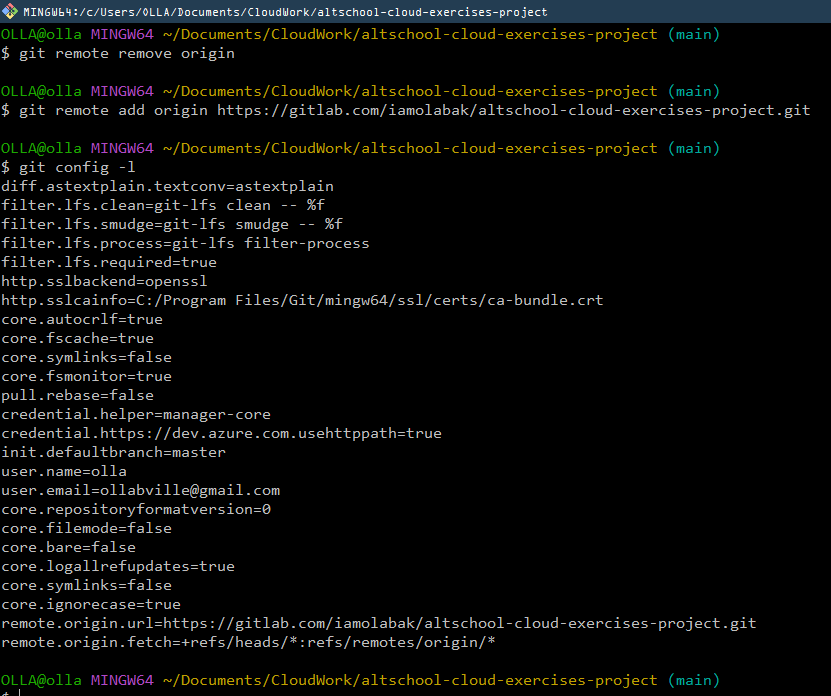 MINGW64:/c/Users/OLLA/Documents/CloudWork/altschool-cloud-exercises-project
OLLA@olla MINGW64 ~/Documents/CloudWork/altschool-cloud-exercises-project (main)
$ git remote remove origin
OLLA@olla MINGW64 ~/Documents/CloudWork/altschool-cloud-exercises-project (main)
$ git remote add origin https://gitlab.com/iamolabak/altschool-cloud-exercises-project.git
OLLA@olla MINGW64 ~/Documents/CloudWork/altschool-cloud-exercises-project (main)
$ git config -l
diff.astextplain.textconv=astextplain
filter.lfs.clean=git-lfs clean -- %f
filter.lfs.smudge=git-lfs smudge -- %f
filter.lfs.process=git-lfs filter-process
filter.lfs.required=true
http.sslbackend=openssl
http.sslcainfo=C:/Program Files/Git/mingw64/ssl/certs/ca-bundle.crt
core.autocrlf=true
core.fscache=true
core.symlinks=false
core.fsmonitor=true
pull.rebase=false
credential.helper=manager-core
credential.https://dev.azure.com.usehttppath=true
init.defaultbranch=master
user.name=olla
user.email=ollabville@gmail.com
core.repositoryformatversion=0
core.filemode=false
core.bare=false
core.logallrefupdates=true
core.symlinks=false
core.ignorecase=true
remote.origin.url=https://gitlab.com/iamolabak/altschool-cloud-exercises-project.git
remote.origin.fetch=+refs/heads/*:refs/remotes/origin/*
OLLA@olla MINGW64 ~/Documents/CloudWork/altschool-cloud-exercises-project (main)
$